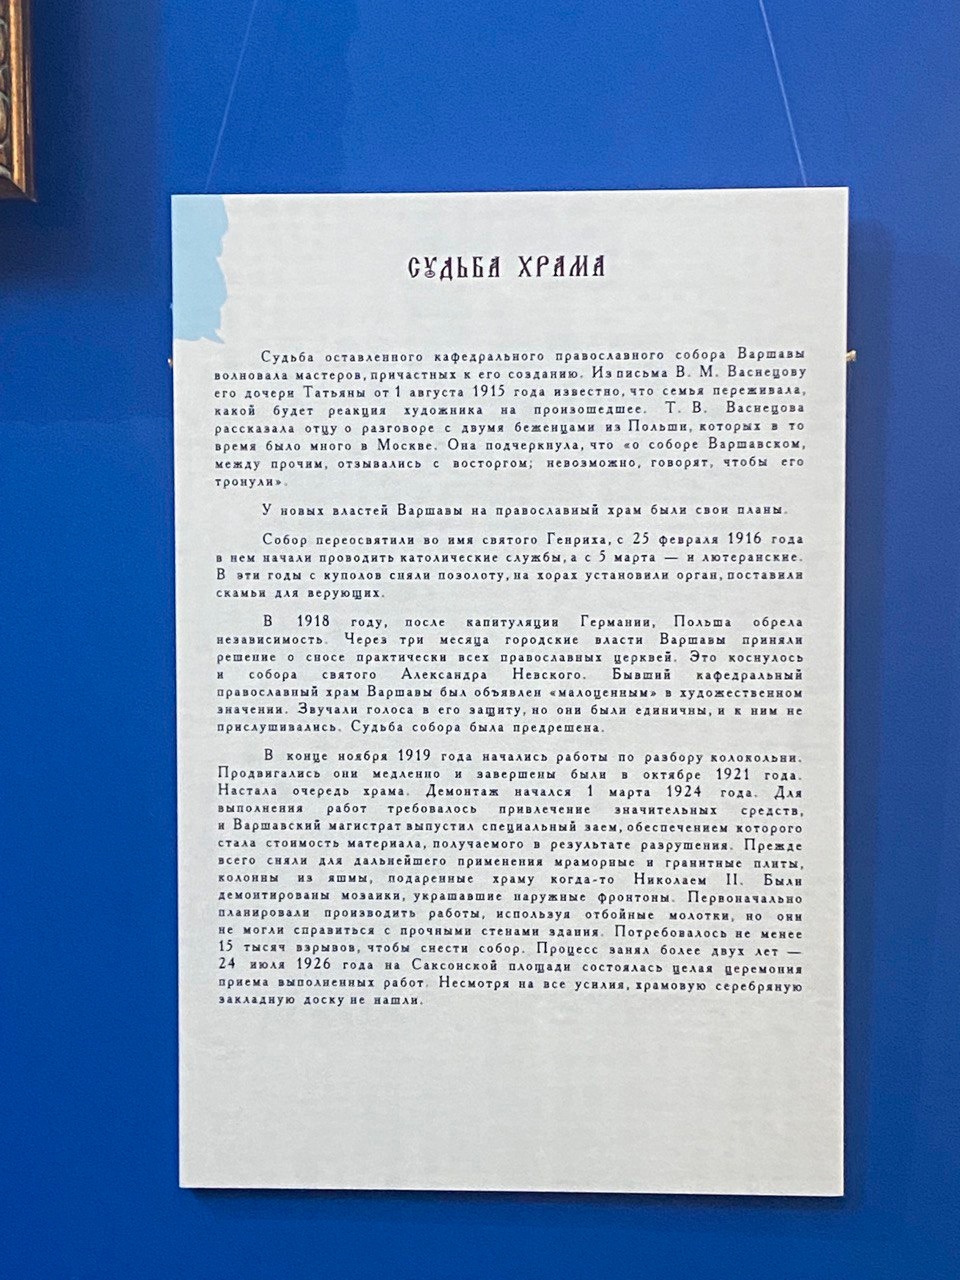 СУДЬБА ХРАМА
Судьба оставленного кафедрального православного собора Варшавы
волновала мастеров, причастных к его созданию. Из письма В. М. Васнецову
его дочери Татьяны от 1 августа 1915 года известно, что семья переживала,
какой будет реакция художника на произошедшее. Т. В. Васнецова
рассказала отцу о разговоре с двумя беженцами из Польши, которых в то
время было много в Москве. Она подчеркнула, что «о соборе Варшавском,
между прочим, отзывались с восторгом; невозможно, говорят, чтобы его
тронули».
У новых властей Варшавы на православный храм были свои планы.
Собор переосвятили во имя святого Генриха, с 25 февраля 1916 года
в нем начали проводить католические службы, а с 5 марта — и лютеранские.
В эти годы с куполов сняли позолоту, на хорах установили орган, поставили
скамьи для верующих.
В 1918 году, после капитуляции Германии, Польша обрела
независимость. Через три месяца городские власти Варшавы приняли
решение о сносе практически всех православных церквей. Это коснулось
и собора святого Александра Невского. Бывший кафедральный
православный храм Варшавы был объявлен «малоценным» в художественном
значении. Звучали голоса в его защиту, но они были единичны, и к ним не
прислушивались. Судьба собора была предрешена.
В конце ноября 1919 года начались работы по разбору колокольни.
Продвигались они медленно и завершены были в октябре 1921 года.
Настала очередь храма. Демонтаж начался 1 марта 1924 года. Для
выполнения работ требовалось привлечение значительных средств,
и Варшавский магистрат выпустил специальный заем, обеспечением которого
стала стоимость материала, получаемого в результате разрушения. Прежде
всего сняли для дальнейшего применения мраморные и гранитные плиты,
колонны из яшмы, подаренные храму когда-то Николаем II. Были
демонтированы мозаики, украшавшие наружные фронтоны. Первоначально
планировали производить работы, используя отбойные молотки, но они
не могли справиться с прочными стенами здания. Потребовалось не менее
15 тысяч взрывов, чтобы снести собор. Процесс занял более двух лет —
24 июля 1926 года на Саксонской площади состоялась целая церемония
приема выполненных работ. Несмотря на все усилия, храмовую серебряную
закладную доску не нашли.